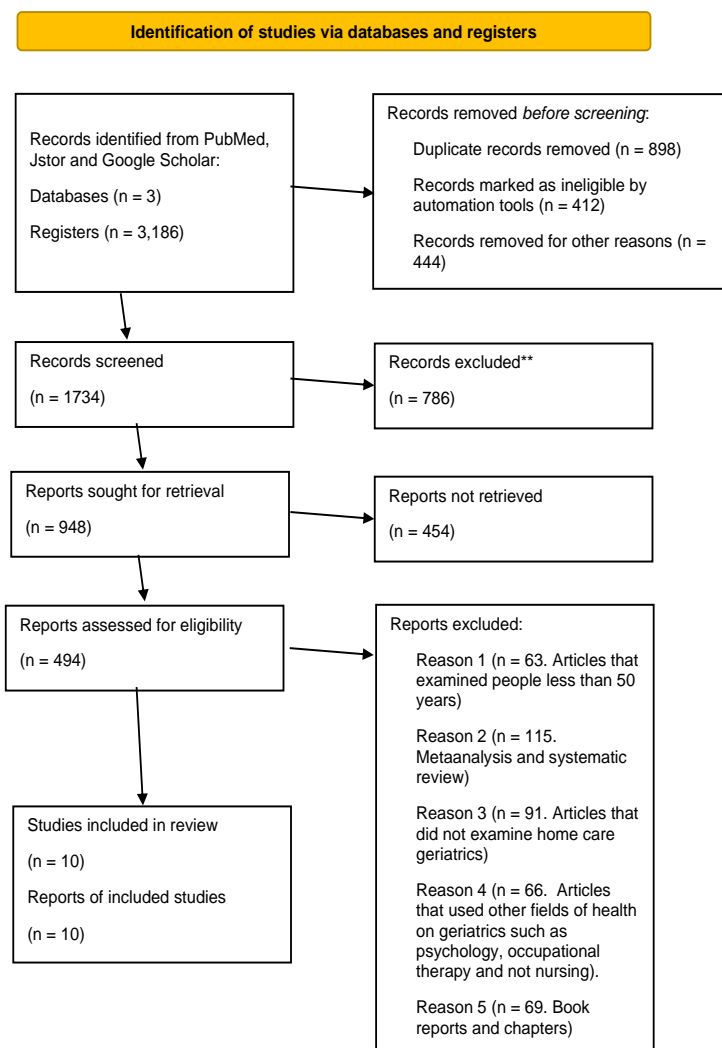 Identification of studies via databases and registers
Records identified from PubMed,
Jstor and Google Scholar:
Databases (n = 3)
Registers (n = 3,186)
Records removed before screening:
Duplicate records removed (n = 898)
Records marked as ineligible by
automation tools (n = 412)
Records removed for other reasons (n =
444)
Records screened
(n = 1734)
Records excluded**
(n = 786)
Reports sought for retrieval
(n = 948)
Reports not retrieved
(n = 454)
Reports assessed for eligibility
(n = 494)
Reports excluded:
Reason 1 (n = 63. Articles that
examined people less than 50
years)
Reason 2 (n = 115.
Metaanalysis and systematic
review)
Reason 3 (n = 91. Articles that
did not examine home care
geriatrics)
Reason 4 (n = 66. Articles
that used other fields of health
on geriatrics such as
psychology, occupational
therapy and not nursing).
Reason 5 (n = 69. Book
reports and chapters)
Studies included in review
(n = 10)
Reports of included studies
(n = 10)